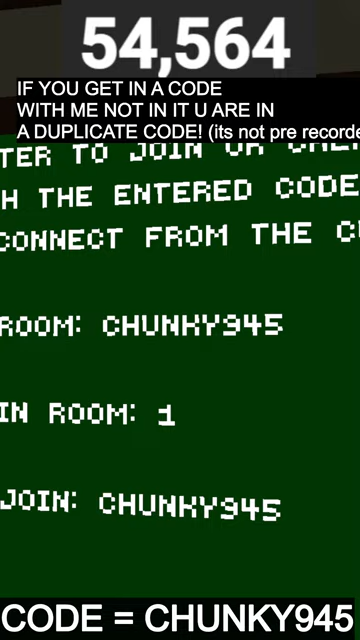 54,564
IF YOU GET IN A CODE
WITH ME NOT IN IT U ARE IN
A DUPLICATE CODE! (its not pre recorde
TER TO JOIN OR
H THE ENTERED CODE
CONNECT FROM THE
ROOM: CHUNKY945
IN ROOM: 1
JOIN: CHUNKY945
CODE = CHUNKY945